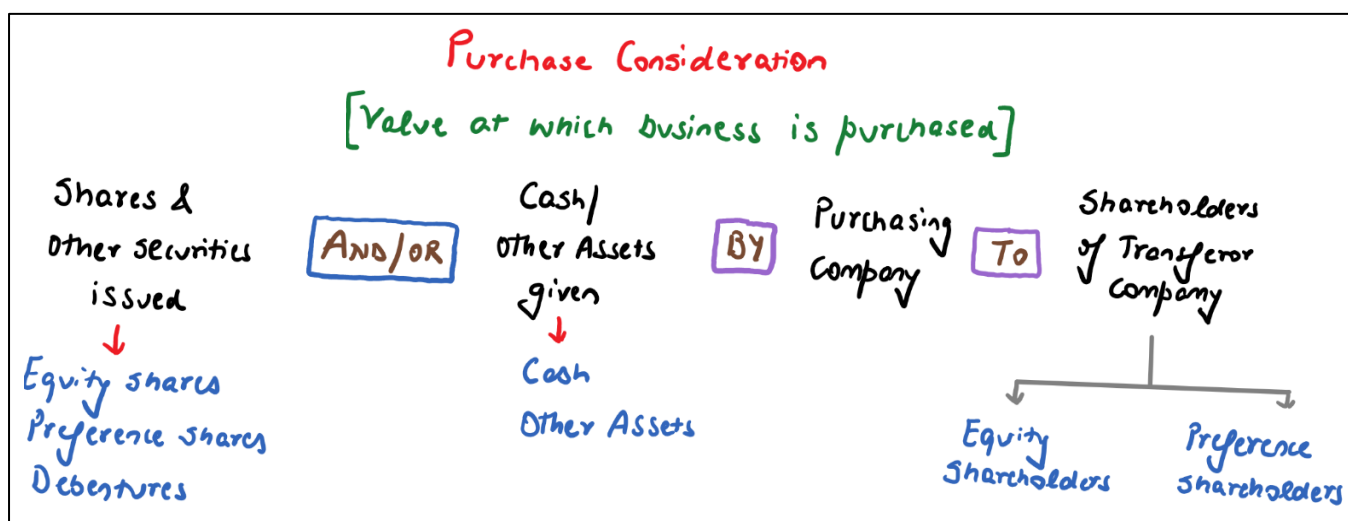 Purchase Consideration
[Value at which business is purchased]
Shares &
other securities
issued
AND/OR
Cash/
other Assets
given
BY
Purchasing
Company
TO
Shareholders
of Transferor
Company
Equity shares
Preference shares
Debentures
Cash
Other Assets
Equity
shareholders
Preference
shareholders